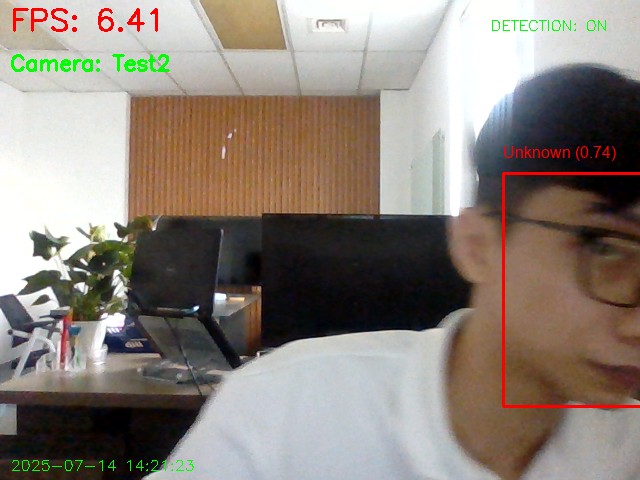 FPS: 6.41
DETECTION: ON
Camera: Test2
Unknown (0.74)
2025-07-14 14:21:23